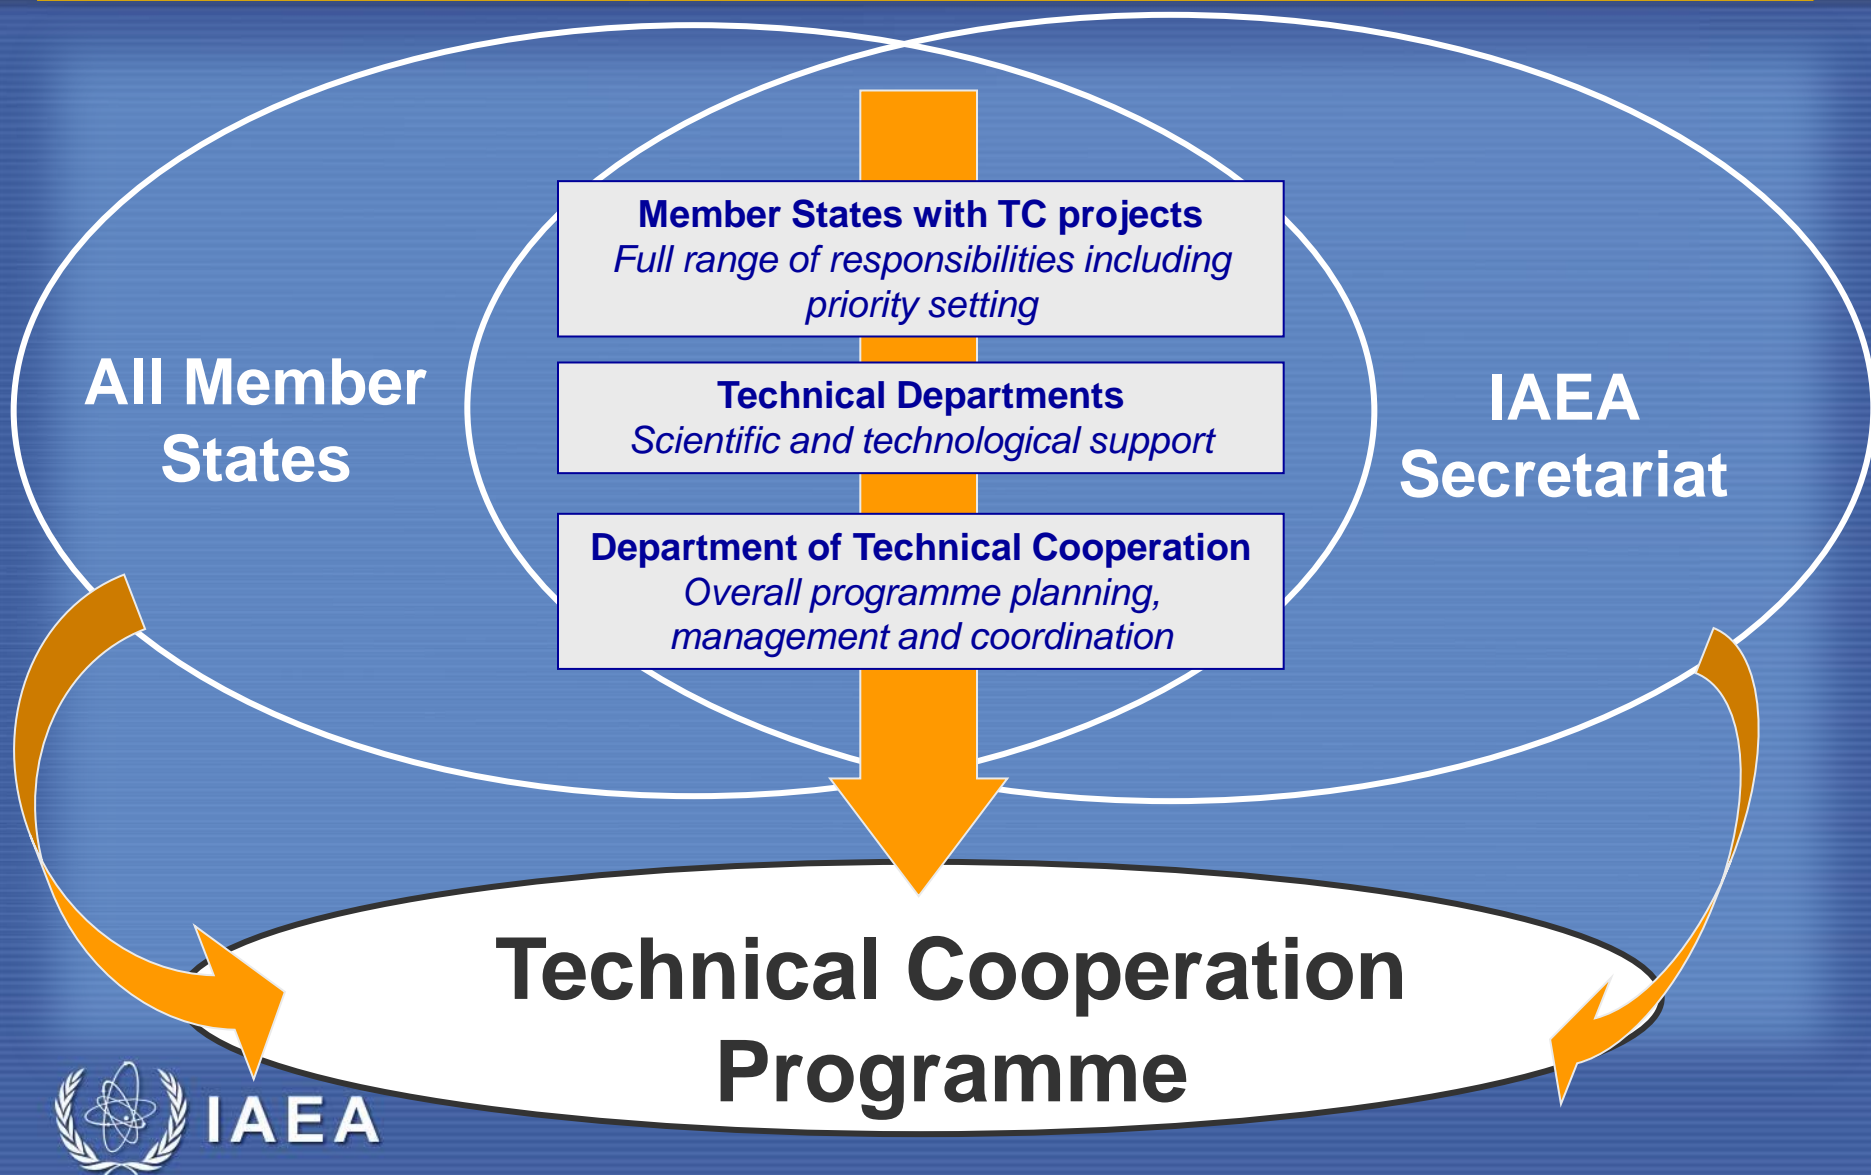 Member States with TC projects
Full range of responsibilities including
priority setting
All Member
States
Technical Departments
Scientific and technological support
IAEA
Secretariat
Department of Technical Cooperation
Overall programme planning,
management and coordination
Technical Cooperation
Programme
IAEA